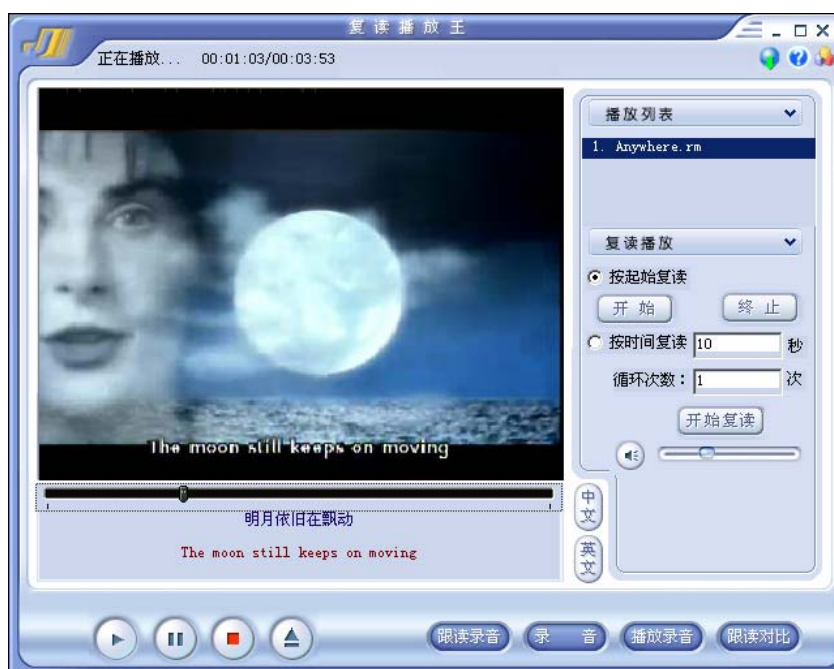 复读播放王
正在播放... 00:01:03/00:03:53
播放列表
1. Anywhere.rm
复读播放
按起始复读
开 始 终 止
按时间复读 10 秒
循环次数：1 次
开始复读
The moon still keeps on moving
明月依旧在飘动
The moon still keeps on moving
中文
英文
跟读录音 录 音 播放录音 跟读对比